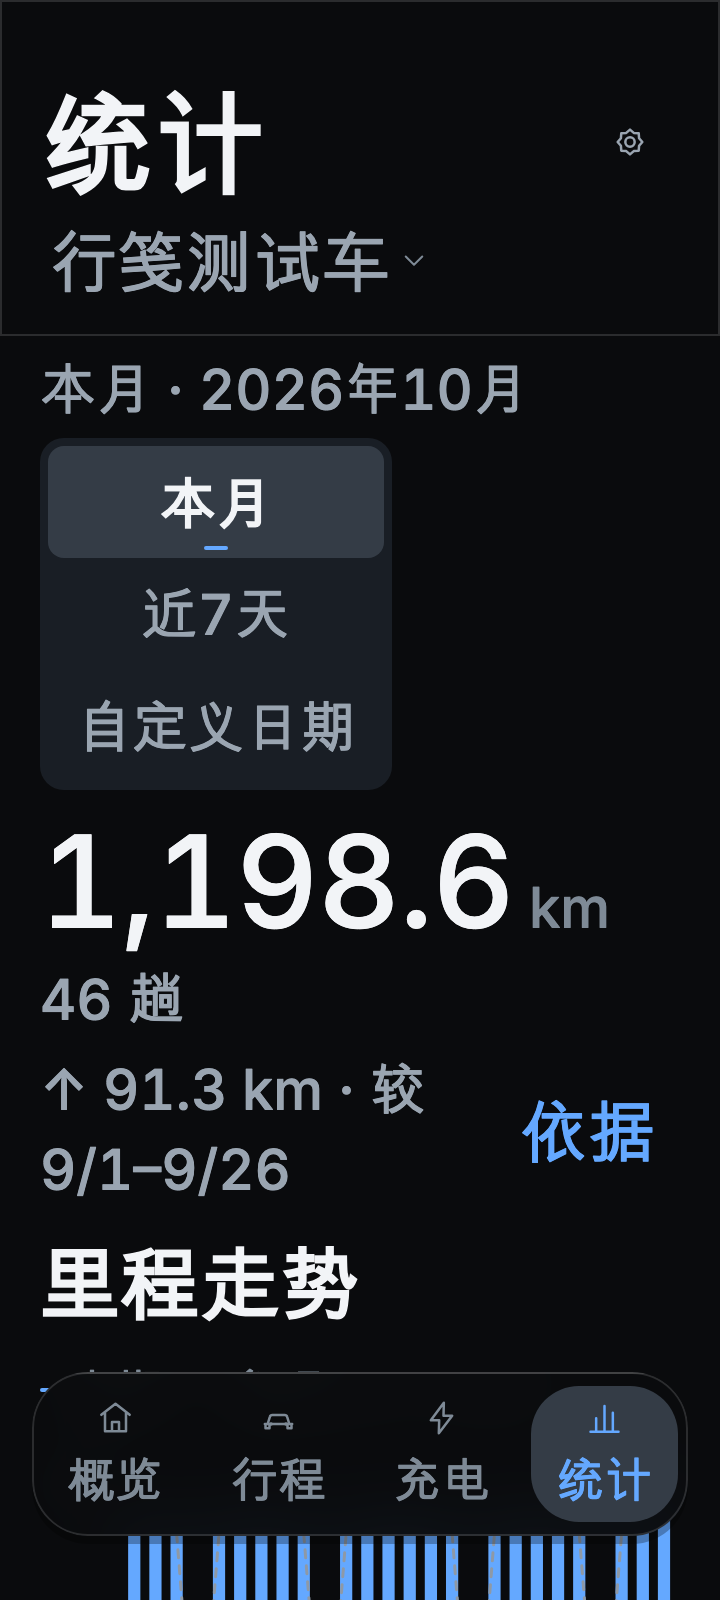 统计
行笺测试车
本月 · 2026年10月
本月
近7天
自定义日期
1,198.6 km
46 趟
↑ 91.3 km · 较
9/1–9/26
依据
里程走势
概览
行程
充电
统计